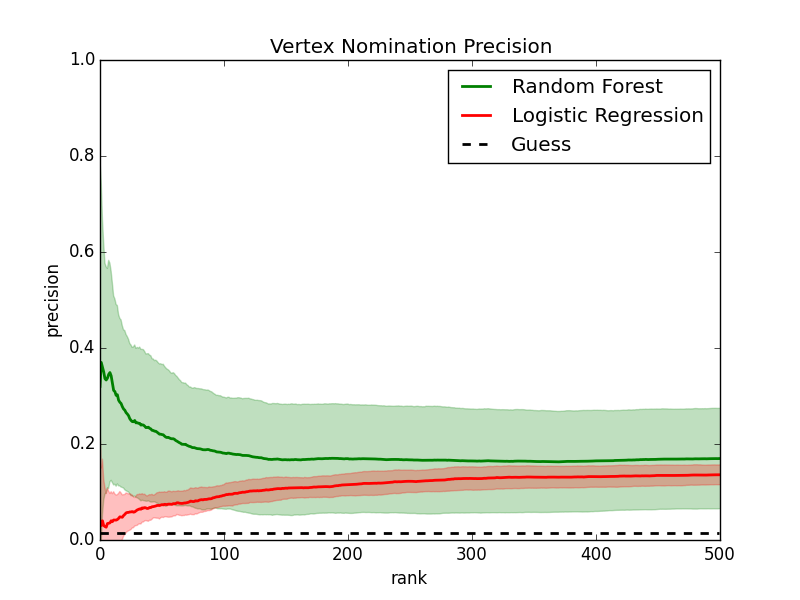 Vertex Nomination Precision
1.0
0.8
0.6
0.4
0.2
0.0
precision
Random Forest
Logistic Regression
Guess
0 100 200 300 400 500
rank